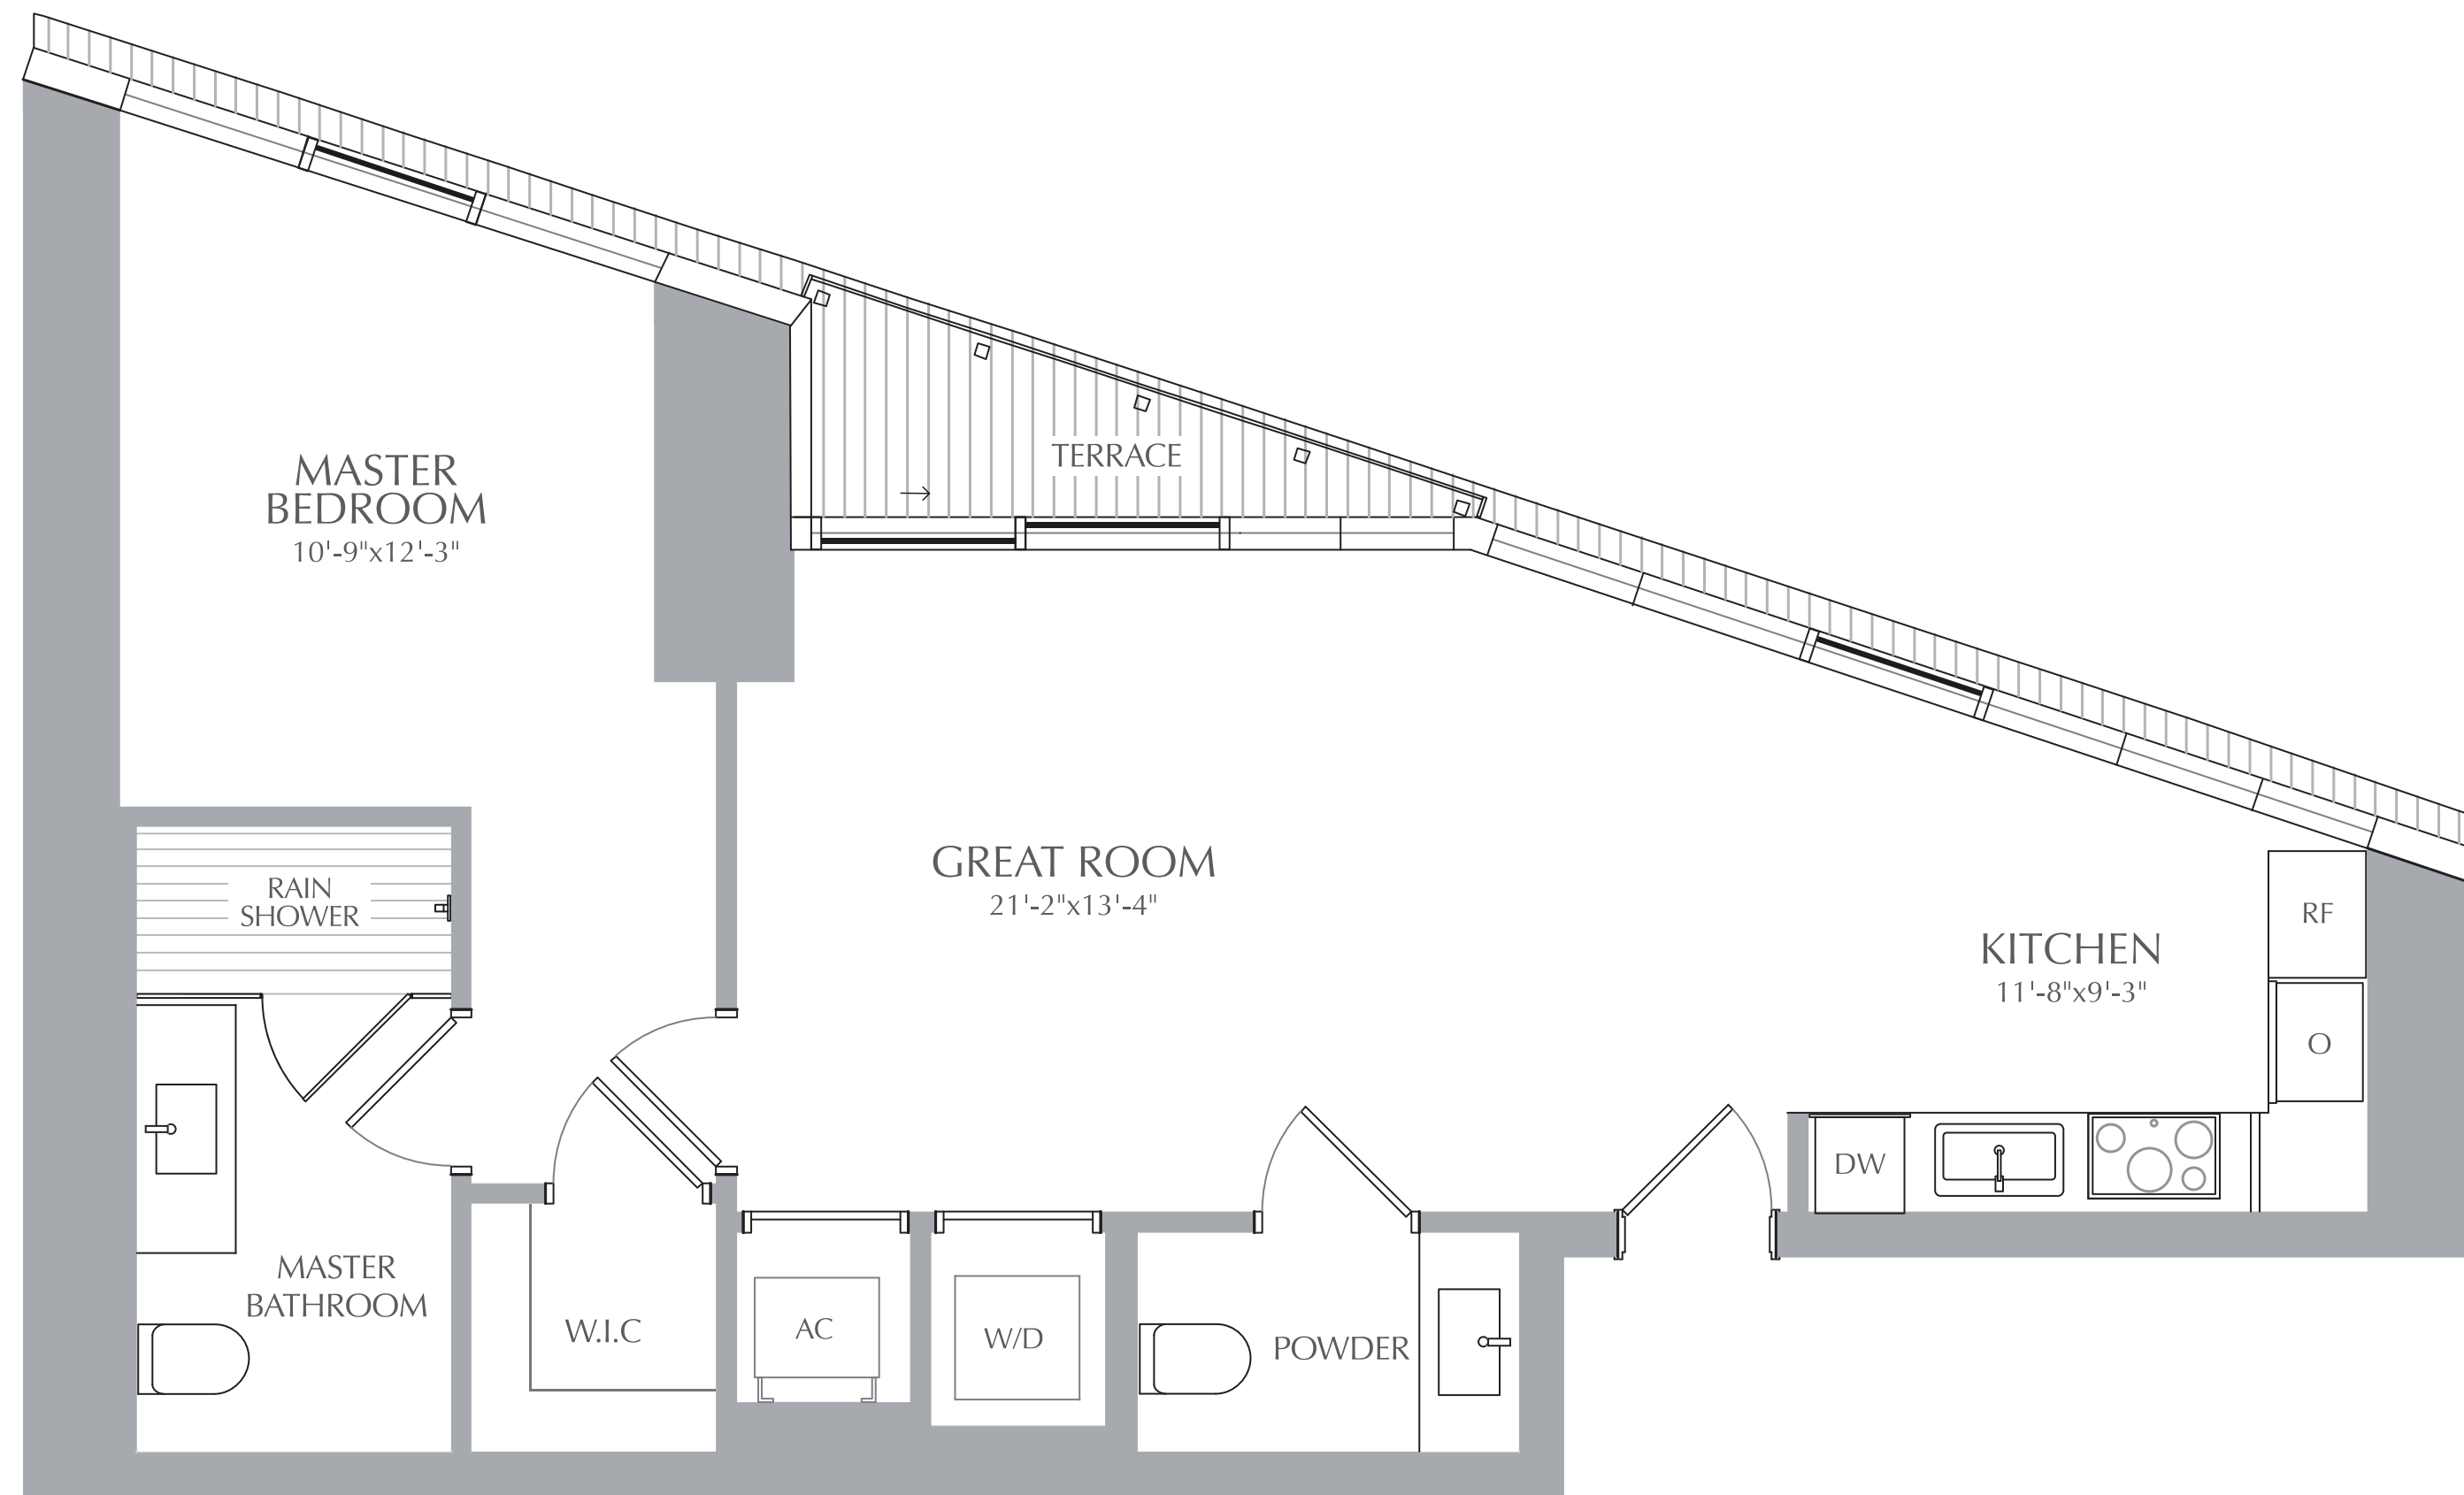 TERRACE
MASTER
BEDROOM
10'-9"x12'-3"
GREAT ROOM
21'-2"x13'-4"
RAIN
SHOWER
KITCHEN
11'-8"x9'-3"
RF
O
DW
MASTER
BATHROOM
W.I.C
AC
W/D
POWDER